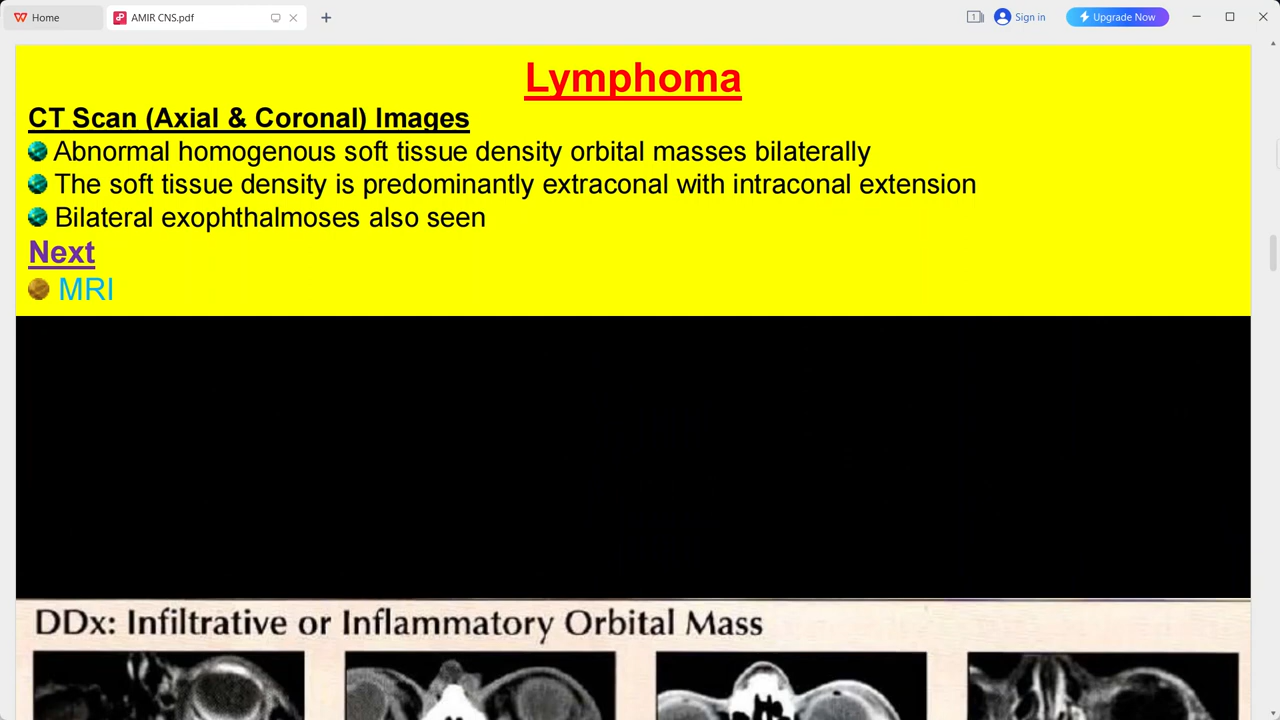 Home
AMIR CNS.pdf
1
Sign in
Upgrade Now
Lymphoma
CT Scan (Axial & Coronal) Images
Abnormal homogenous soft tissue density orbital masses bilaterally
The soft tissue density is predominantly extraconal with intraconal extension
Bilateral exophthalmoses also seen
Next
MRI
DDx: Infiltrative or Inflammatory Orbital Mass